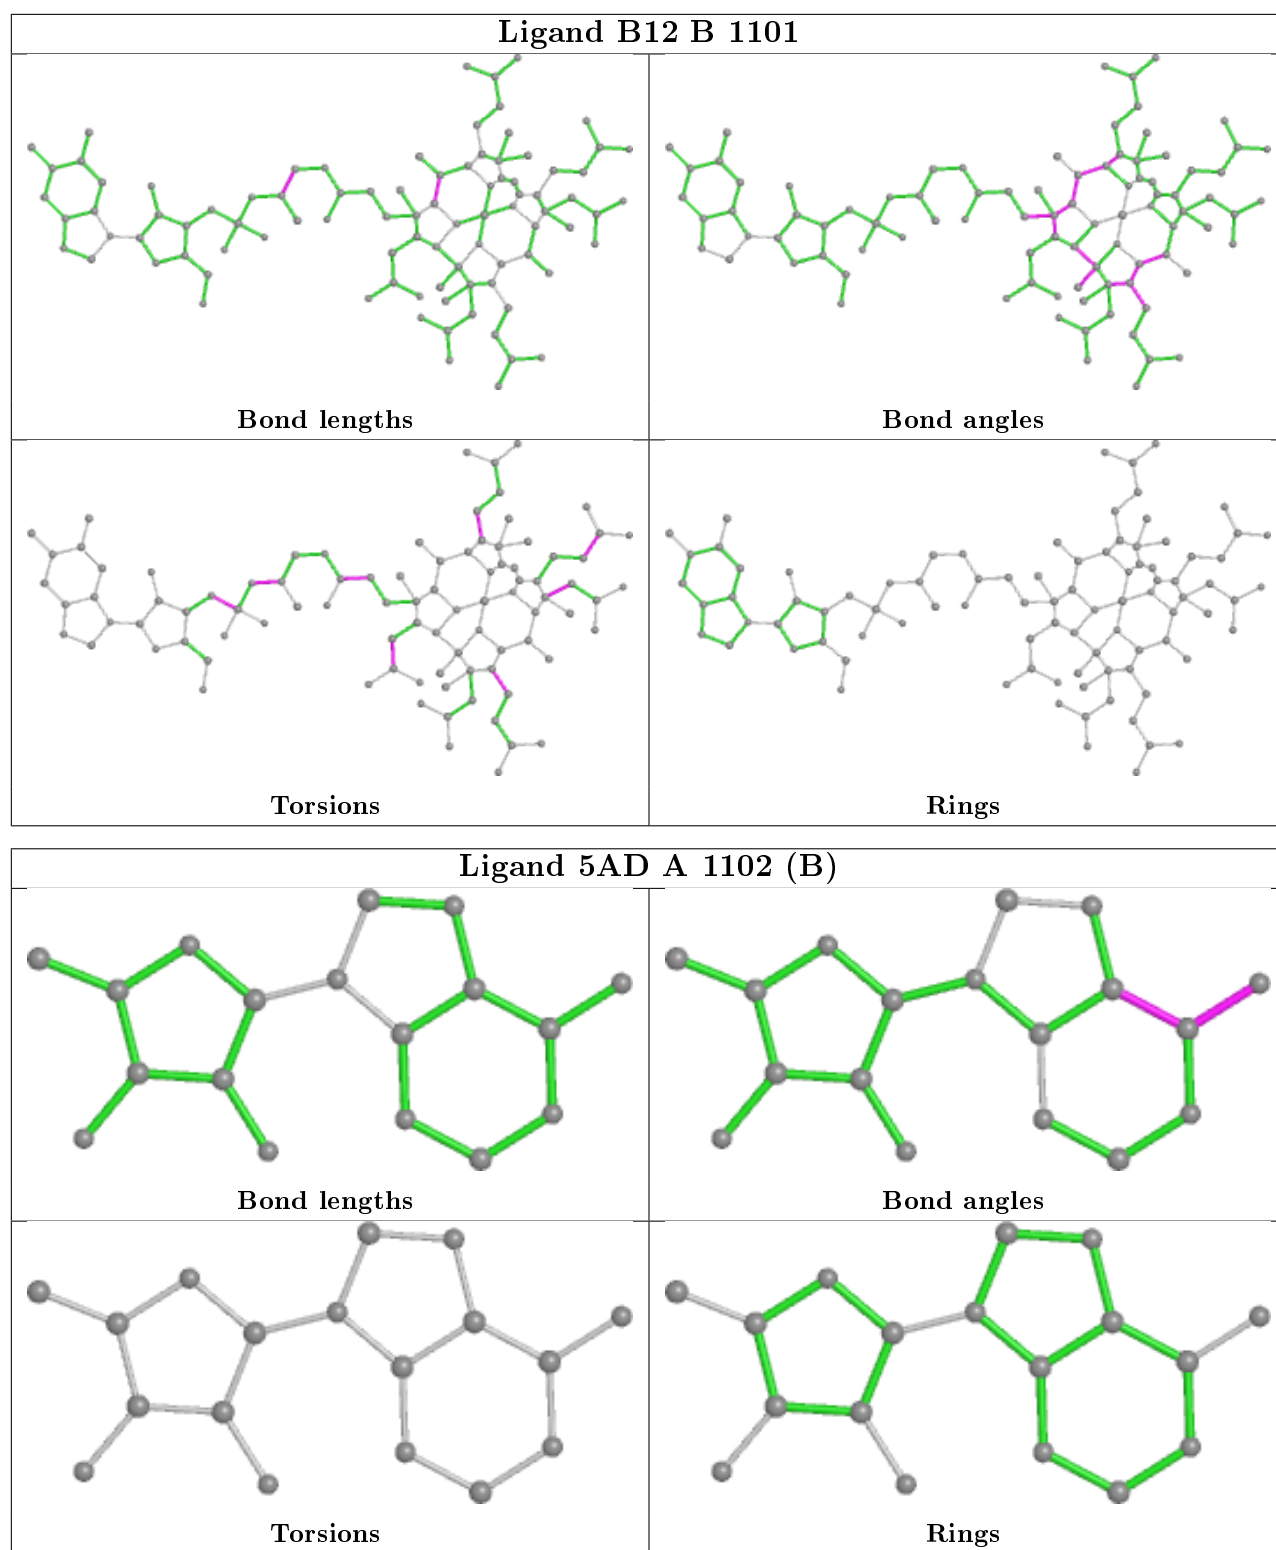 Ligand B12 B 1101
Bond lengths
Bond angles
Torsions
Rings
Ligand 5AD A 1102 (B)
Bond lengths
Bond angles
Torsions
Rings